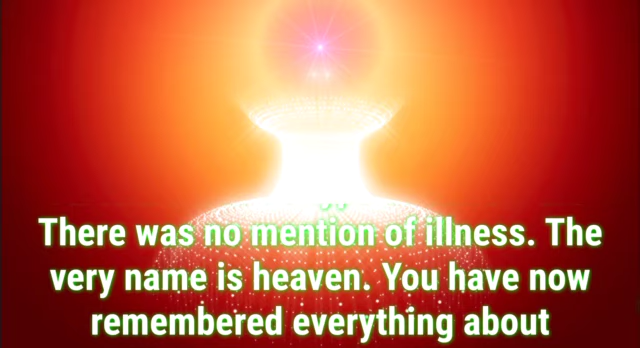 There was no mention of illness. The
very name is heaven. You have now
remembered everything about